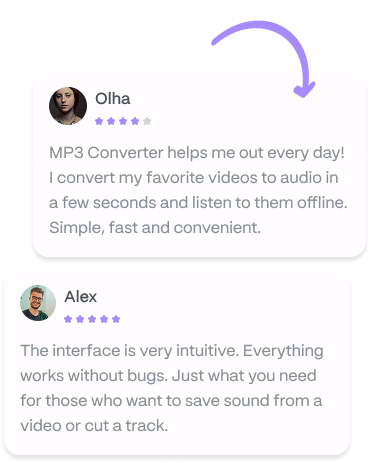 Olha
MP3 Converter helps me out every day!
I convert my favorite videos to audio in
a few seconds and listen to them offline.
Simple, fast and convenient.
Alex
The interface is very intuitive. Everything
works without bugs. Just what you need
for those who want to save sound from a
video or cut a track.